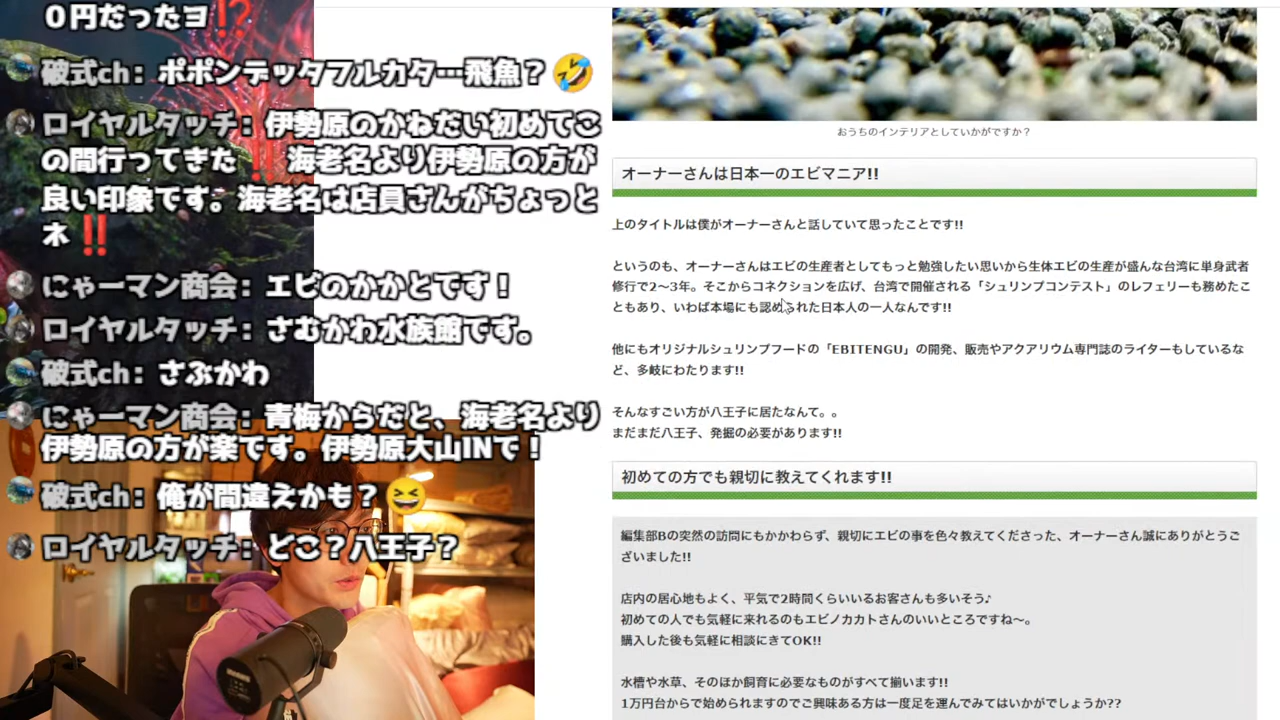 0円だったヨ⁉️
破式ch: ポポンデッタフルカタ…飛魚？🤣
ロイヤルタッチ: 伊勢原のかねだい初めてこ
の間行ってきた‼️海老名より伊勢原の方が
良い印象です。海老名は店員さんがちょっと
ネ‼️
にゃーマン商会: エビのかかとです！
ロイヤルタッチ: さむかわ水族館です。
破式ch: さぶかわ
にゃーマン商会: 青梅からだと、海老名より
伊勢原の方が楽です。伊勢原大山INで！
破式ch: 俺が間違えかも？😆
ロイヤルタッチ: どこ？八王子？
おうちのインテリアとしていかがですか？
オーナーさんは日本一のエビマニア!!
上のタイトルは僕がオーナーさんと話していて思ったことです!!
というのも、オーナーさんはエビの生産者としてもっと勉強したい思いから生体エビの生産が盛んな台湾に単身武者
修行で2〜3年。そこからコネクションを広げ、台湾で開催される「シュリンプコンテスト」のレフェリーも務めたこ
ともあり、いわば本場にも認められた日本人の一人なんです!!
他にもオリジナルシュリンプフードの「EBITENGU」の開発、販売やアクアリウム専門誌のライターもしているな
ど、多岐にわたります!!
そんなすごい方が八王子に居たなんて。。
まだまだ八王子、発掘の必要があります!!
初めての方でも親切に教えてくれます!!
編集部Bの突然の訪問にもかかわらず、親切にエビの事を色々教えてくださった、オーナーさん誠にありがとうご
ざいました!!
店内の居心地もよく、平気で2時間くらいいるお客さんも多いそう♪
初めての人でも気軽に来れるのもエビノカカトさんのいいところですね〜。
購入した後も気軽に相談にきてOK!!
水槽や水草、そのほか飼育に必要なものがすべて揃います!!
1万円台からで始められますのでご興味ある方は一度足を運んでみてはいかがでしょうか??